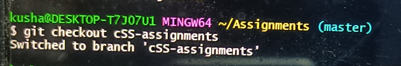 kusha@DESKTOP-T7JO7U1 MINGW64 ~/Assignments (master)
$ git checkout cSS-assignments
Switched to branch 'cSS-assignments'